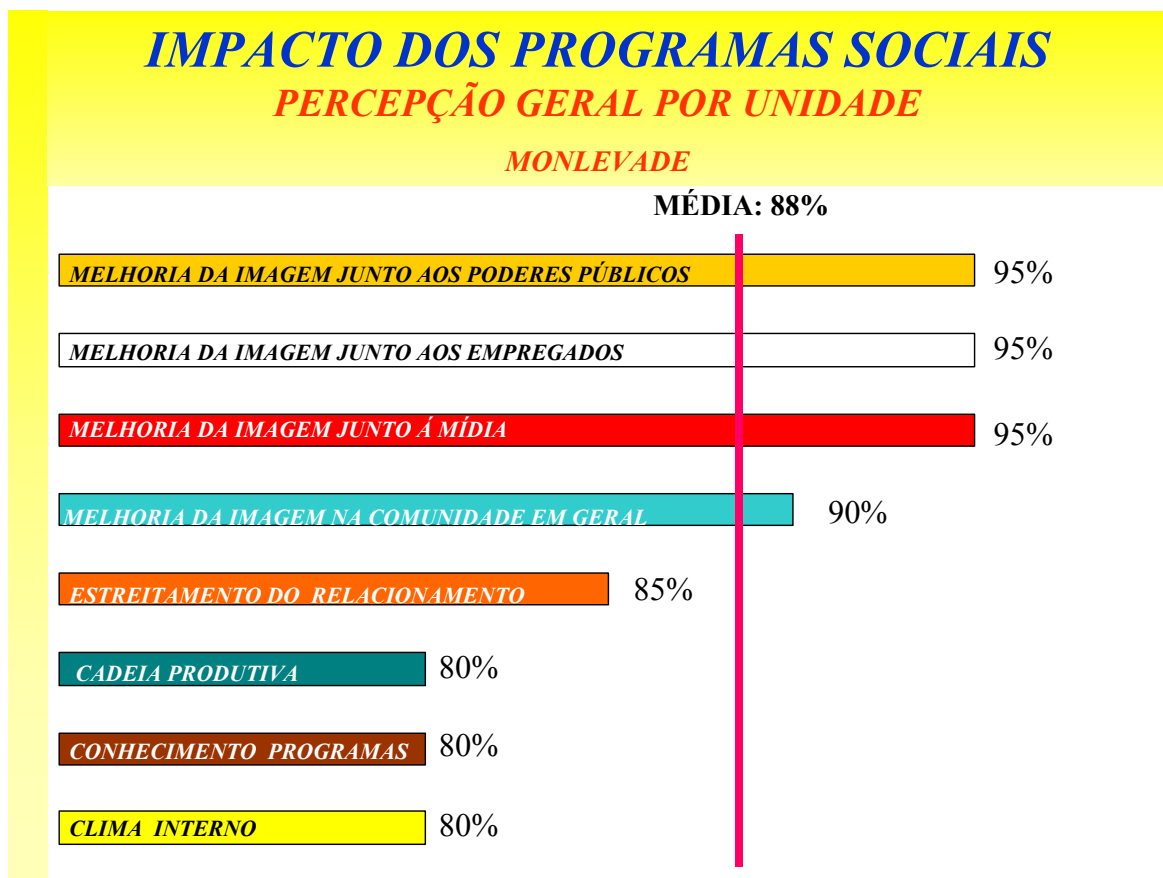 IMPACTO DOS PROGRAMAS SOCIAIS
PERCEPÇÃO GERAL POR UNIDADE
MONLEVADE
MÉDIA: 88%
MELHORIA DA IMAGEM JUNTO AOS PODERES PÚBLICOS 95%
MELHORIA DA IMAGEM JUNTO AOS EMPREGADOS 95%
MELHORIA DA IMAGEM JUNTO Á MÍDIA 95%
MELHORIA DA IMAGEM NA COMUNIDADE EM GERAL 90%
ESTREITAMENTO DO RELACIONAMENTO 85%
CADEIA PRODUTIVA 80%
CONHECIMENTO PROGRAMAS 80%
CLIMA INTERNO 80%